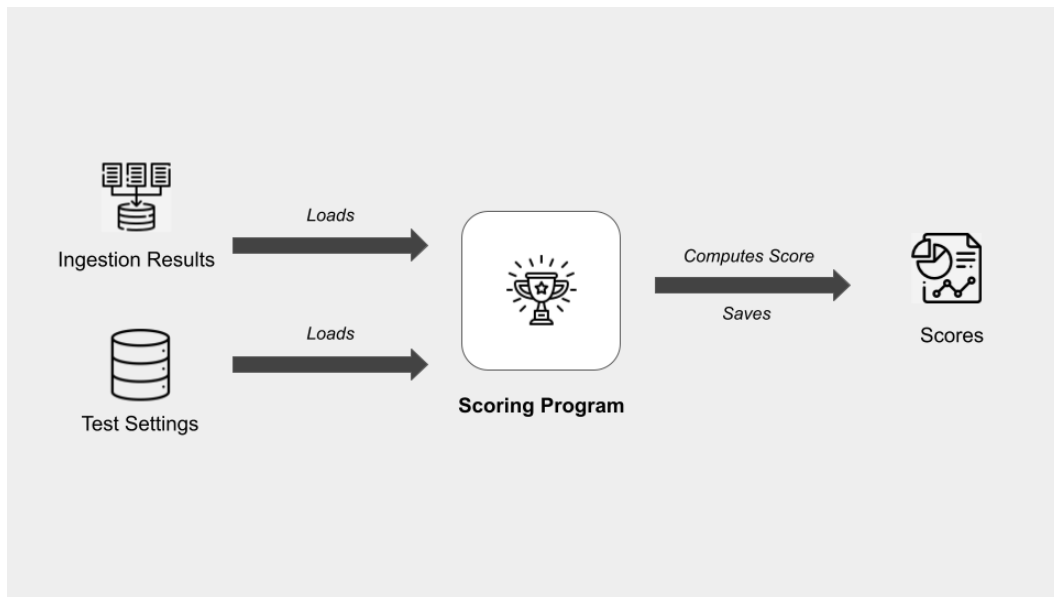 Loads
Ingestion Results
Loads
Test Settings
Scoring Program
Computes Score
Saves
Scores